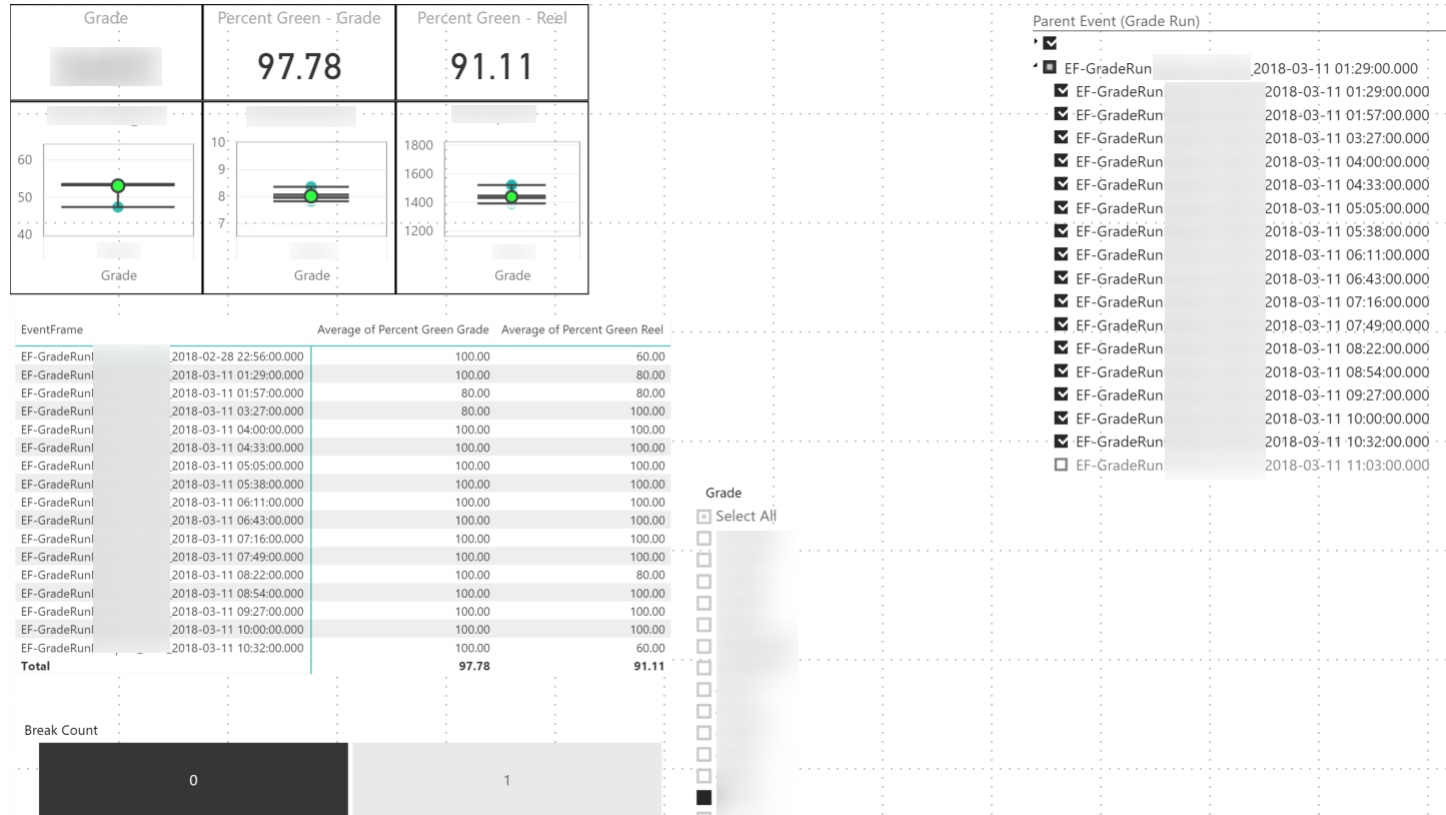 Grade
Percent Green - Grade
Percent Green - Reel
97.78
91.11
60
50
40
Grade
10
9
8
7
Grade
1800
1600
1400
1200
Grade
EventFrame Average of Percent Green Grade Average of Percent Green Reel
EF-GradeRun _2018-02-28 22:56:00.000 100.00 60.00
EF-GradeRun _2018-03-11 01:29:00.000 100.00 80.00
EF-GradeRun _2018-03-11 01:57:00.000 80.00 80.00
EF-GradeRun _2018-03-11 03:27:00.000 80.00 100.00
EF-GradeRun _2018-03-11 04:00:00.000 100.00 100.00
EF-GradeRun _2018-03-11 04:33:00.000 100.00 100.00
EF-GradeRun _2018-03-11 05:05:00.000 100.00 100.00
EF-GradeRun _2018-03-11 05:38:00.000 100.00 100.00
EF-GradeRun _2018-03-11 06:11:00.000 100.00 100.00
EF-GradeRun _2018-03-11 06:43:00.000 100.00 100.00
EF-GradeRun _2018-03-11 07:16:00.000 100.00 100.00
EF-GradeRun _2018-03-11 07:49:00.000 100.00 100.00
EF-GradeRun _2018-03-11 08:22:00.000 100.00 80.00
EF-GradeRun _2018-03-11 08:54:00.000 100.00 100.00
EF-GradeRun _2018-03-11 09:27:00.000 100.00 100.00
EF-GradeRun _2018-03-11 10:00:00.000 100.00 100.00
EF-GradeRun _2018-03-11 10:32:00.000 100.00 60.00
Total 97.78 91.11
Break Count
0
1
Grade
Select All
Parent Event (Grade Run)
EF-GradeRun _2018-03-11 01:29:00.000
EF-GradeRun 2018-03-11 01:29:00.000
EF-GradeRun 2018-03-11 01:57:00.000
EF-GradeRun 2018-03-11 03:27:00.000
EF-GradeRun 2018-03-11 04:00:00.000
EF-GradeRun 2018-03-11 04:33:00.000
EF-GradeRun 2018-03-11 05:05:00.000
EF-GradeRun 2018-03-11 05:38:00.000
EF-GradeRun 2018-03-11 06:11:00.000
EF-GradeRun 2018-03-11 06:43:00.000
EF-GradeRun 2018-03-11 07:16:00.000
EF-GradeRun 2018-03-11 07:49:00.000
EF-GradeRun 2018-03-11 08:22:00.000
EF-GradeRun 2018-03-11 08:54:00.000
EF-GradeRun 2018-03-11 09:27:00.000
EF-GradeRun 2018-03-11 10:00:00.000
EF-GradeRun 2018-03-11 10:32:00.000
EF-GradeRun 2018-03-11 11:03:00.000